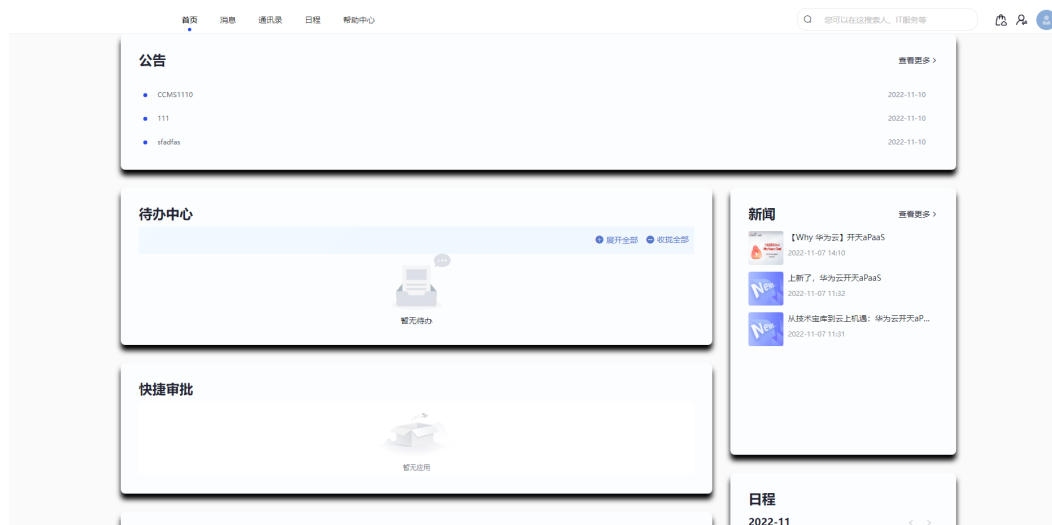 首页 消息 通讯录 日程 帮助中心 您可以在这搜索人、IT服务等
公告 查看更多 >
CCMS1110 2022-11-10
111 2022-11-10
sfadfas 2022-11-10
待办中心
展开全部 收拢全部
暂无待办
新闻 查看更多 >
【Why 华为云】开天aPaaS
2022-11-07 14:10
上新了，华为云开天aPaaS
New
2022-11-07 11:32
从技术宝库到云上机遇：华为云开天aP...
New
2022-11-07 11:31
快捷审批
暂无应用
日程
2022-11 < >